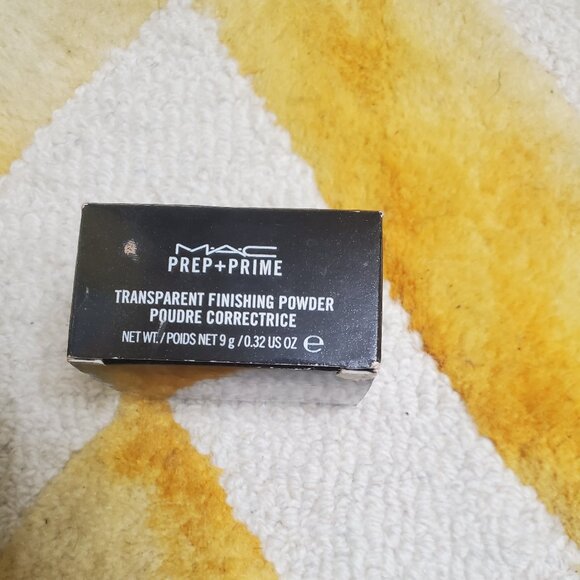 M·A·C
PREP+PRIME
TRANSPARENT FINISHING POWDER
POUDRE CORRECTRICE
NET WT./POIDS NET 9 g / 0.32 US OZ ℮